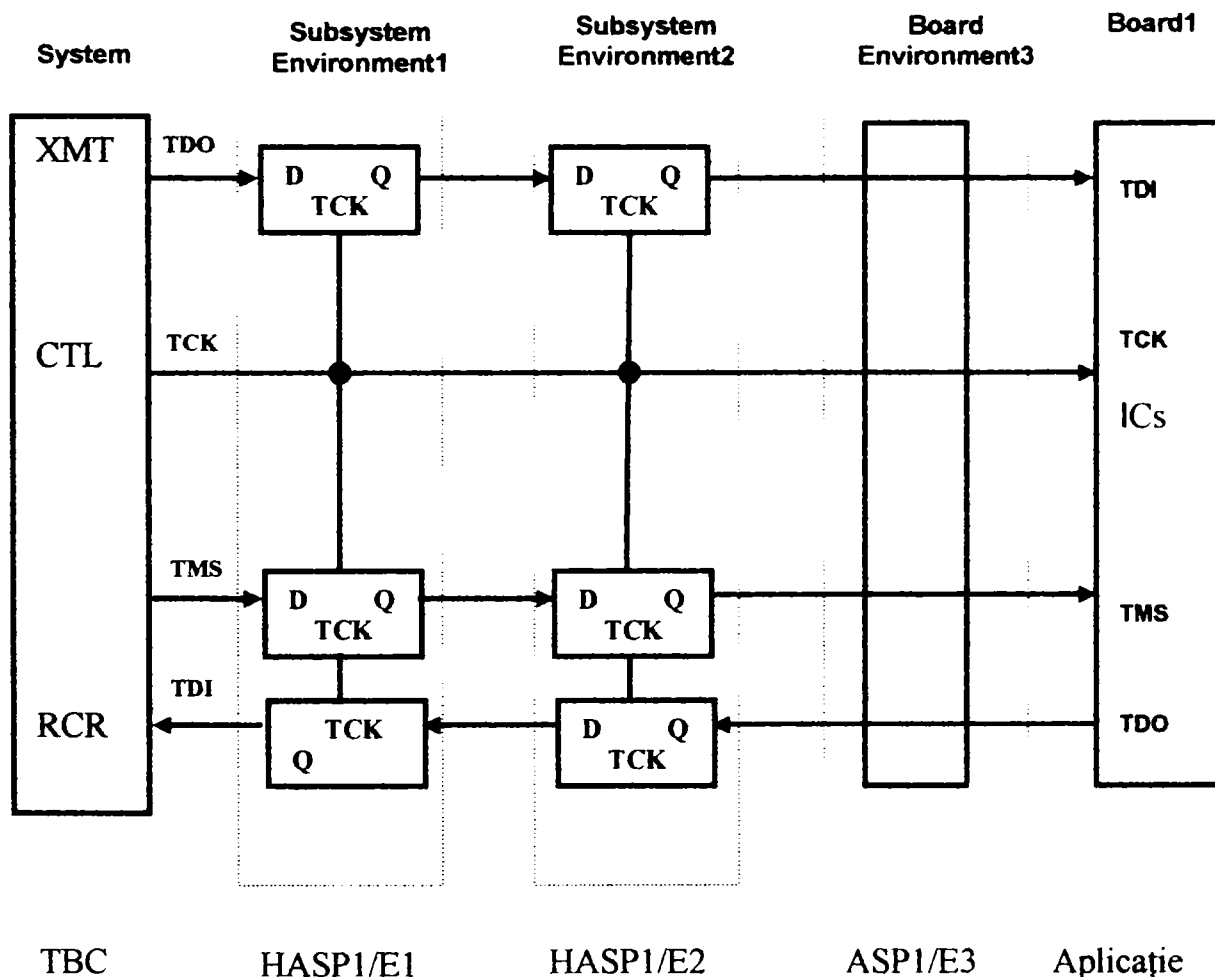 System
Subsystem
Environment1
Subsystem
Environment2
Board
Environment3
Board1
XMT
TDO
D Q
TCK
D Q
TCK
TDI
CTL
TCK
TCK
ICs
TMS
D Q
TCK
D Q
TCK
TMS
RCR
TDI
TCK
Q
D Q
TCK
TDO
TBC
HASP1/E1
HASP1/E2
ASP1/E3
Aplicaţie